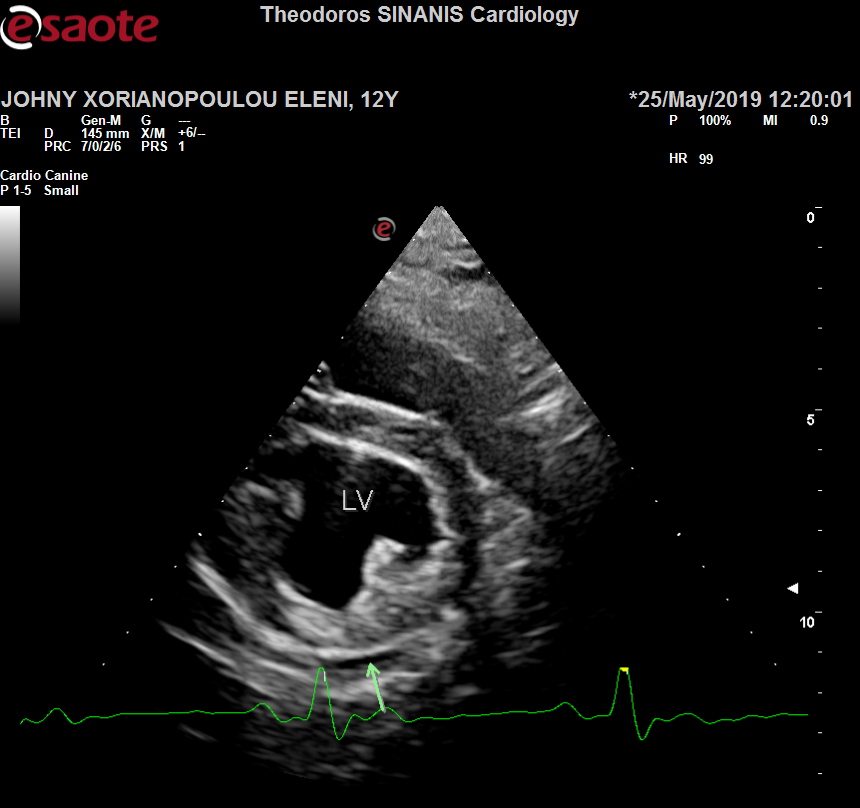 esaote
Theodoros SINANIS Cardiology
JOHNY XORIANOPOULOU ELENI, 12Y
*25/May/2019 12:20:01
B Gen-M G ---
TEI D 145 mm X/M +6/--
PRC 7/0/2/6 PRS 1
P 100% MI 0.9
HR 99
Cardio Canine
P 1-5 Small
e
0
5
LV
10